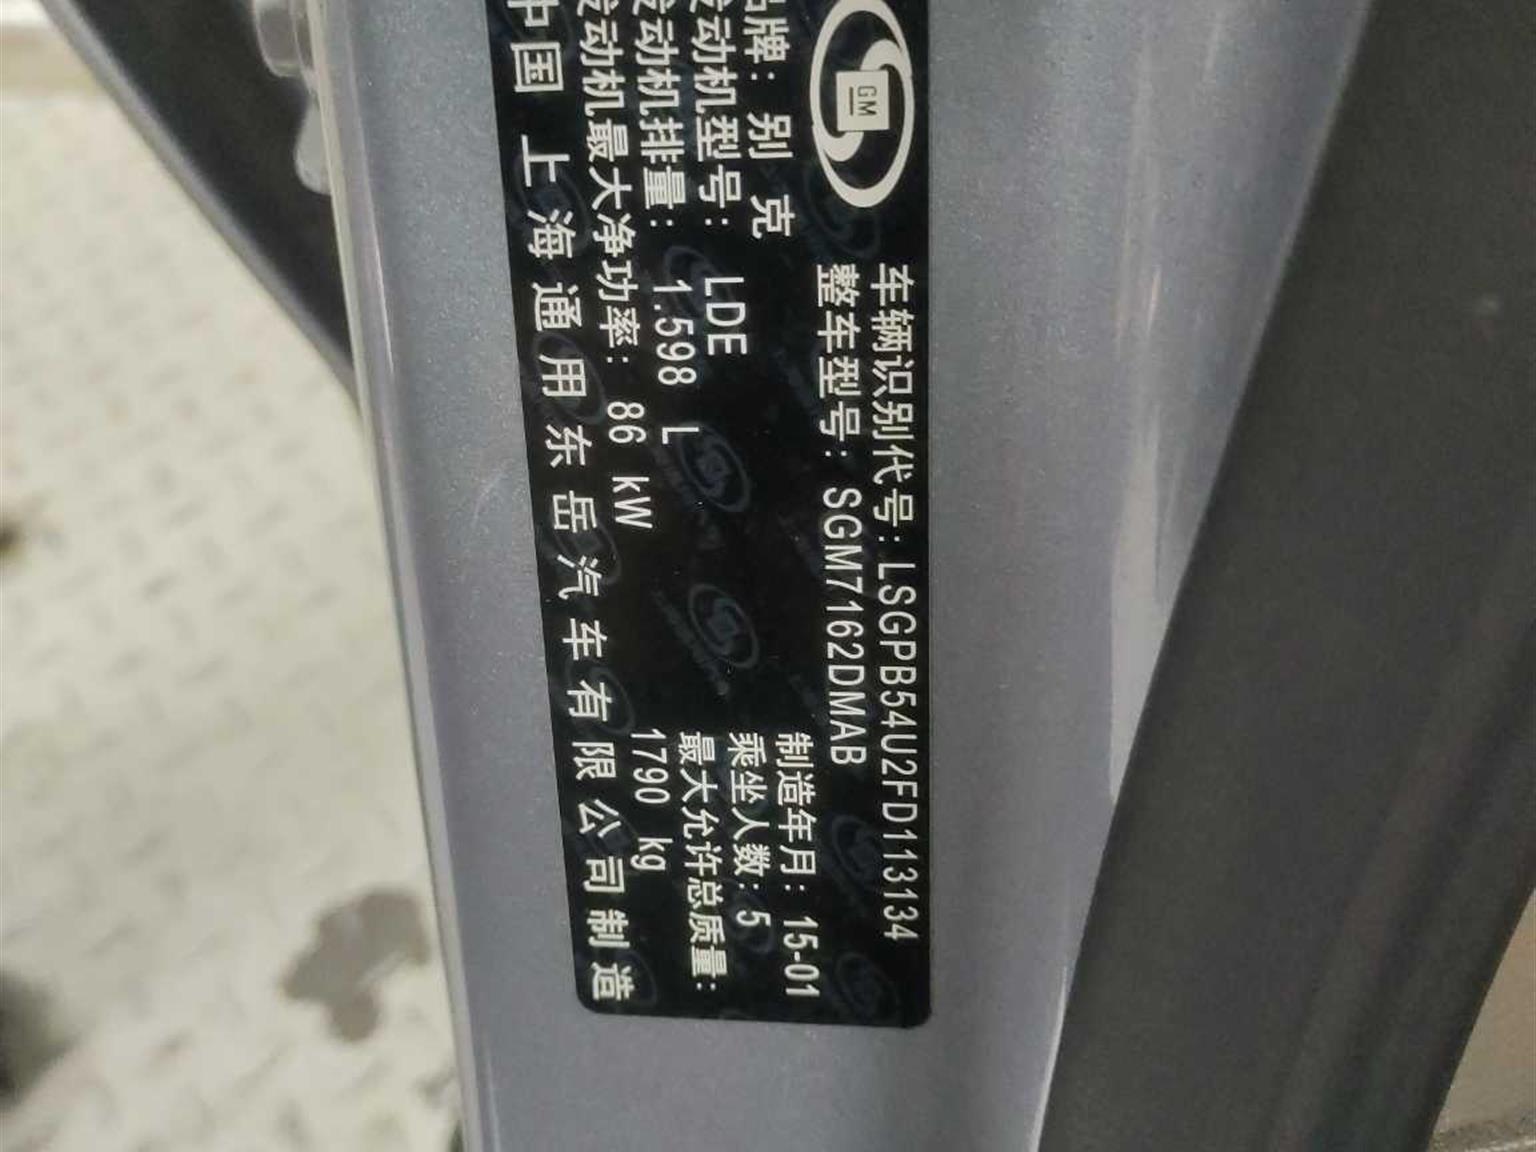 GM
车辆识别代号:LSGPB54U2FD113134
整车型号:SGM7162DMAB
品牌:别克
制造年月:15-01
发动机型号:LDE
乘坐人数:5
发动机排量:1.598 L
最大允许总质量:
发动机最大净功率:86 kW
1790 kg
中国上海通用东岳汽车有限公司制造